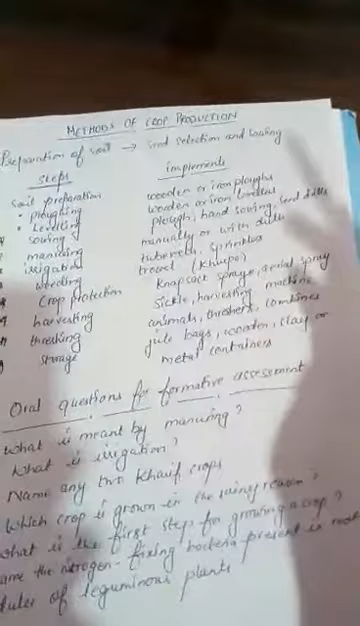 METHODS OF CROP PRODUCTION
Preparation of soil → seed selection and sowing
steps
implements
soil preparation
• ploughing
• Levelling
sowing
manuring
irrigation
weeding
Crop protection
harvesting
threshing
storage
wooden or iron ploughs
wooden or iron levellers
plough, hand sowing, seed drills
manually or with drills
tubewells, sprinklers
trowel (khurpa)
Knapsack sprayer, aerial spray
Sickle, harvesting machine
animals, threshers, combines
jute bags, wooden, clay or
metal containers
Oral questions for formative assessment
What is meant by manuring?
What is irrigation?
Name any two Kharif crops
Which crop is grown in the rainy season?
What is the first step for growing a crop?
ame the nitrogen-fixing bacteria present is root
dules of leguminous plants